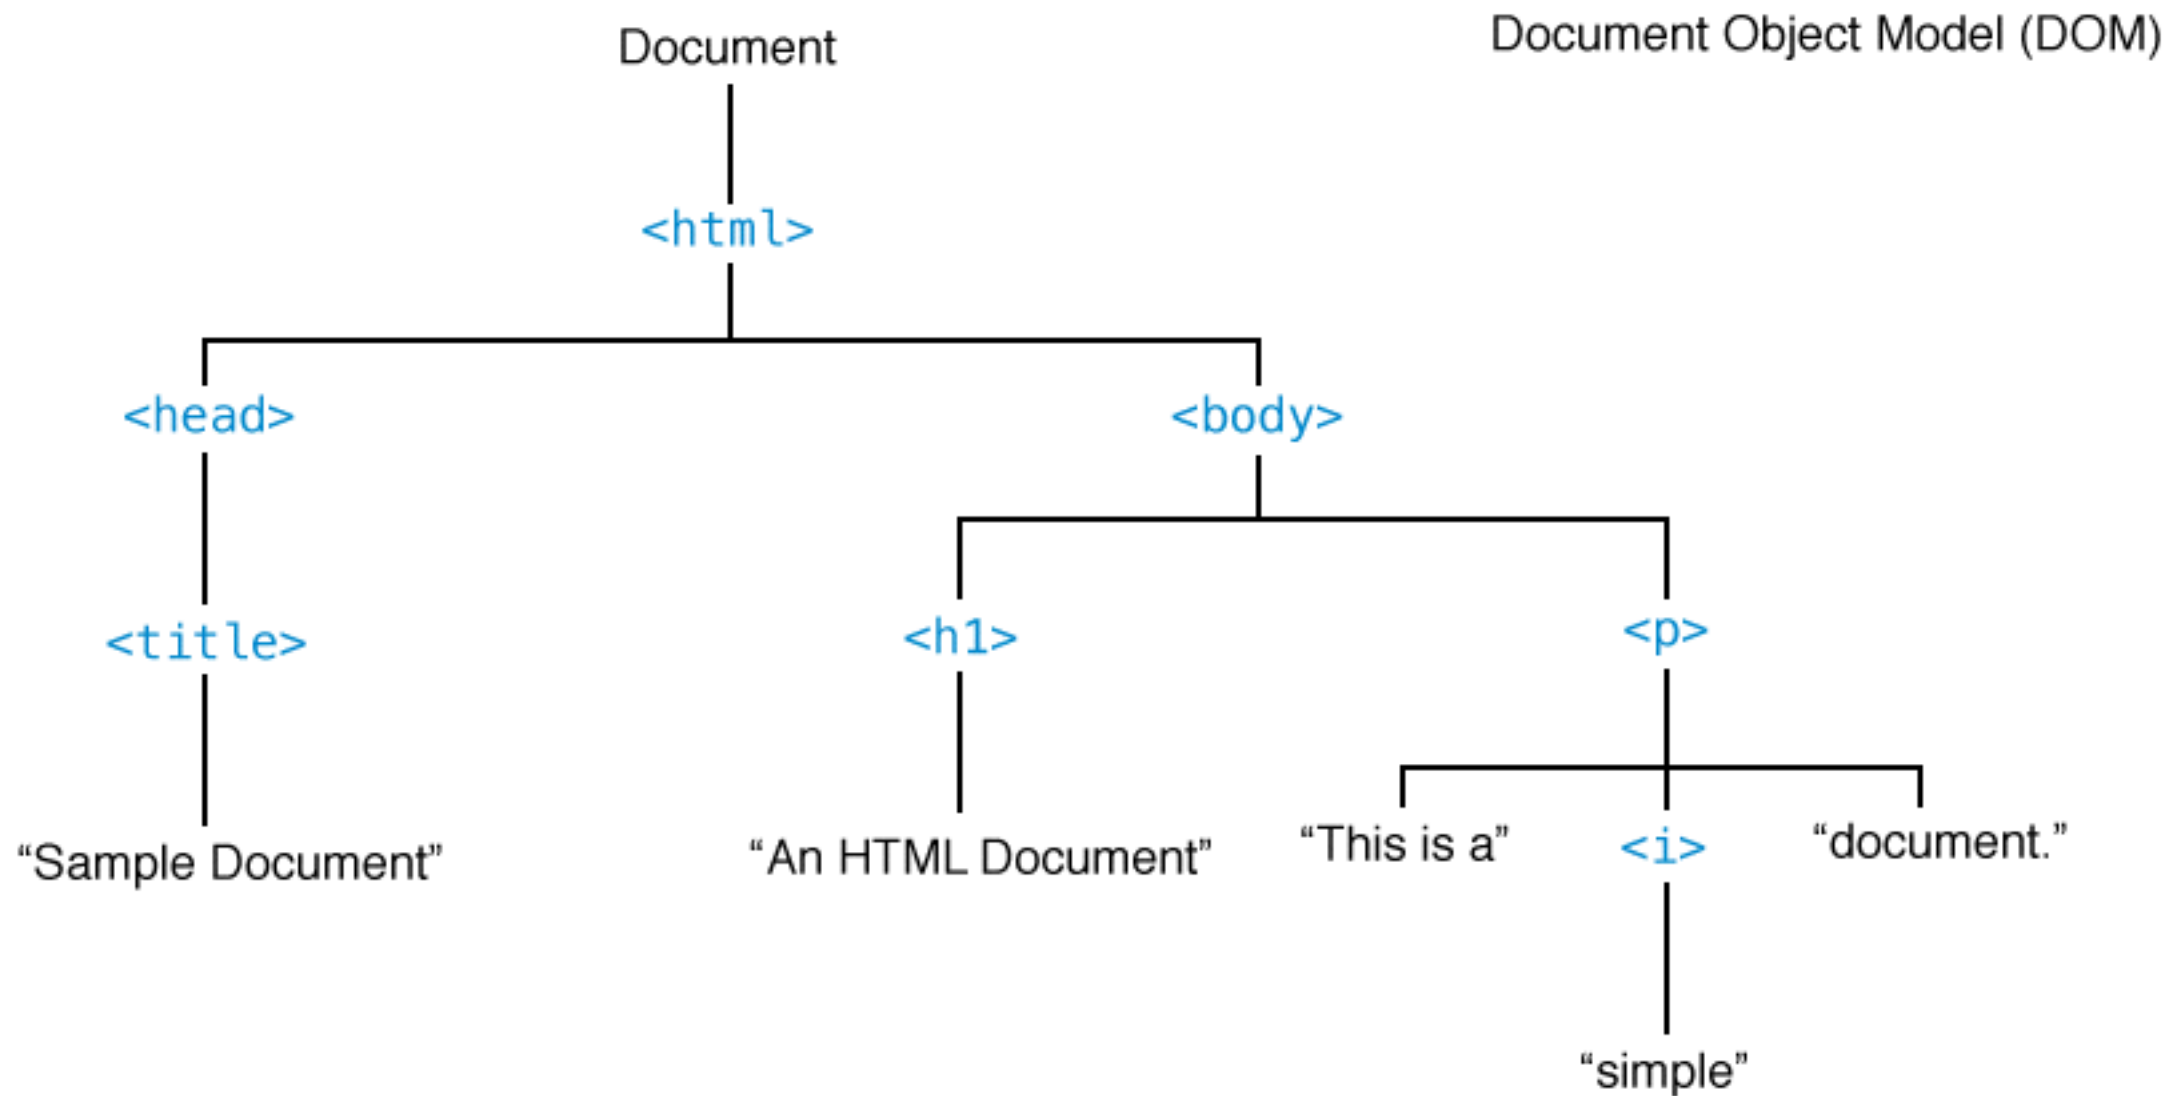 Document Object Model (DOM)
Document
<html>
<head>
<body>
<title>
<h1>
<p>
“Sample Document”
“An HTML Document”
“This is a”
<i>
“document.”
“simple”